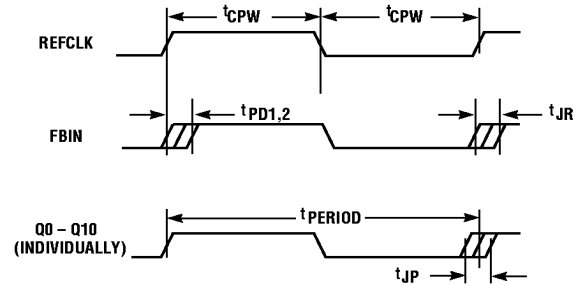 tCPW tCPW
REFCLK
tPD1,2 tJR
FBIN
tPERIOD
Q0 – Q10
(INDIVIDUALLY)
tJP